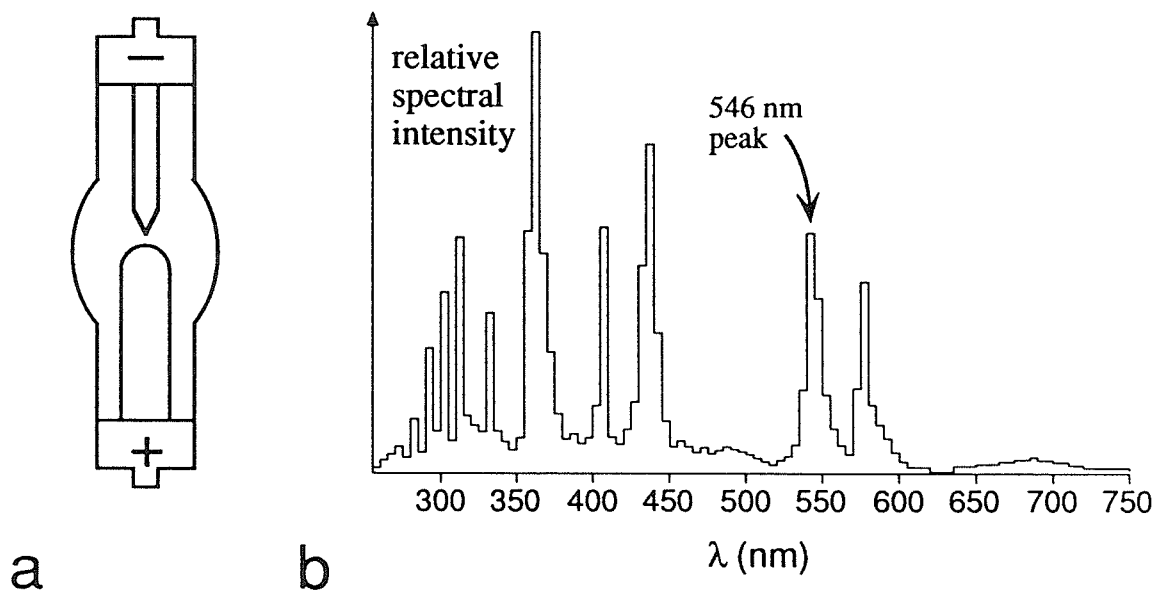 −
+
a
relative
spectral
intensity
546 nm
peak
300 350 400 450 500 550 600 650 700 750
λ (nm)
b